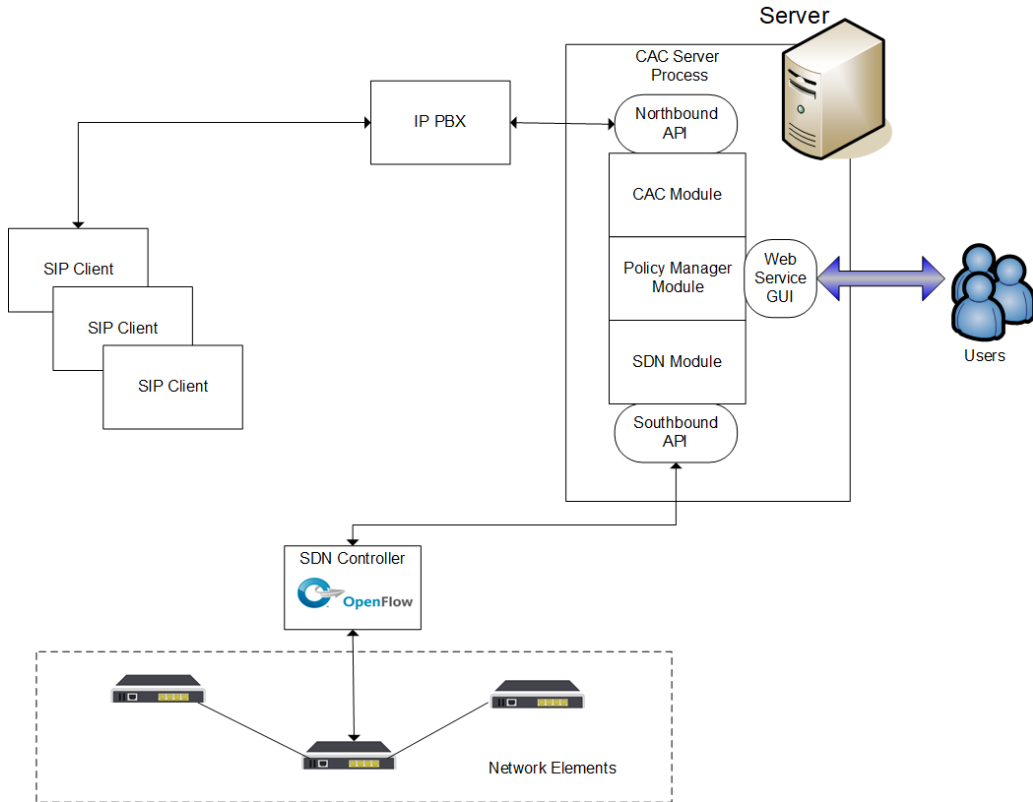 Server
CAC Server
Process
IP PBX
Northbound
API
CAC Module
SIP Client
SIP Client
SIP Client
Policy Manager
Module
Web
Service
GUI
Users
SDN Module
Southbound
API
SDN Controller
OpenFlow
Network Elements